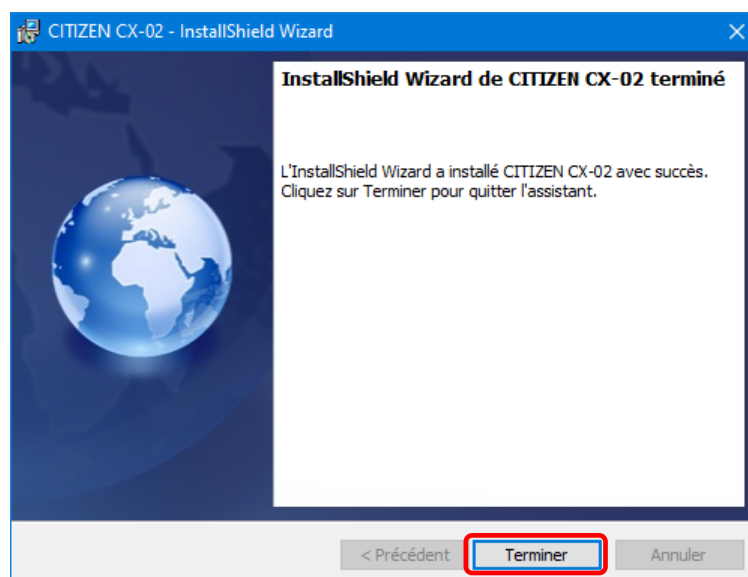 CITIZEN CX-02 - InstallShield Wizard
InstallShield Wizard de CITIZEN CX-02 terminé
L'InstallShield Wizard a installé CITIZEN CX-02 avec succès.
Cliquez sur Terminer pour quitter l'assistant.
< Précédent Terminer Annuler